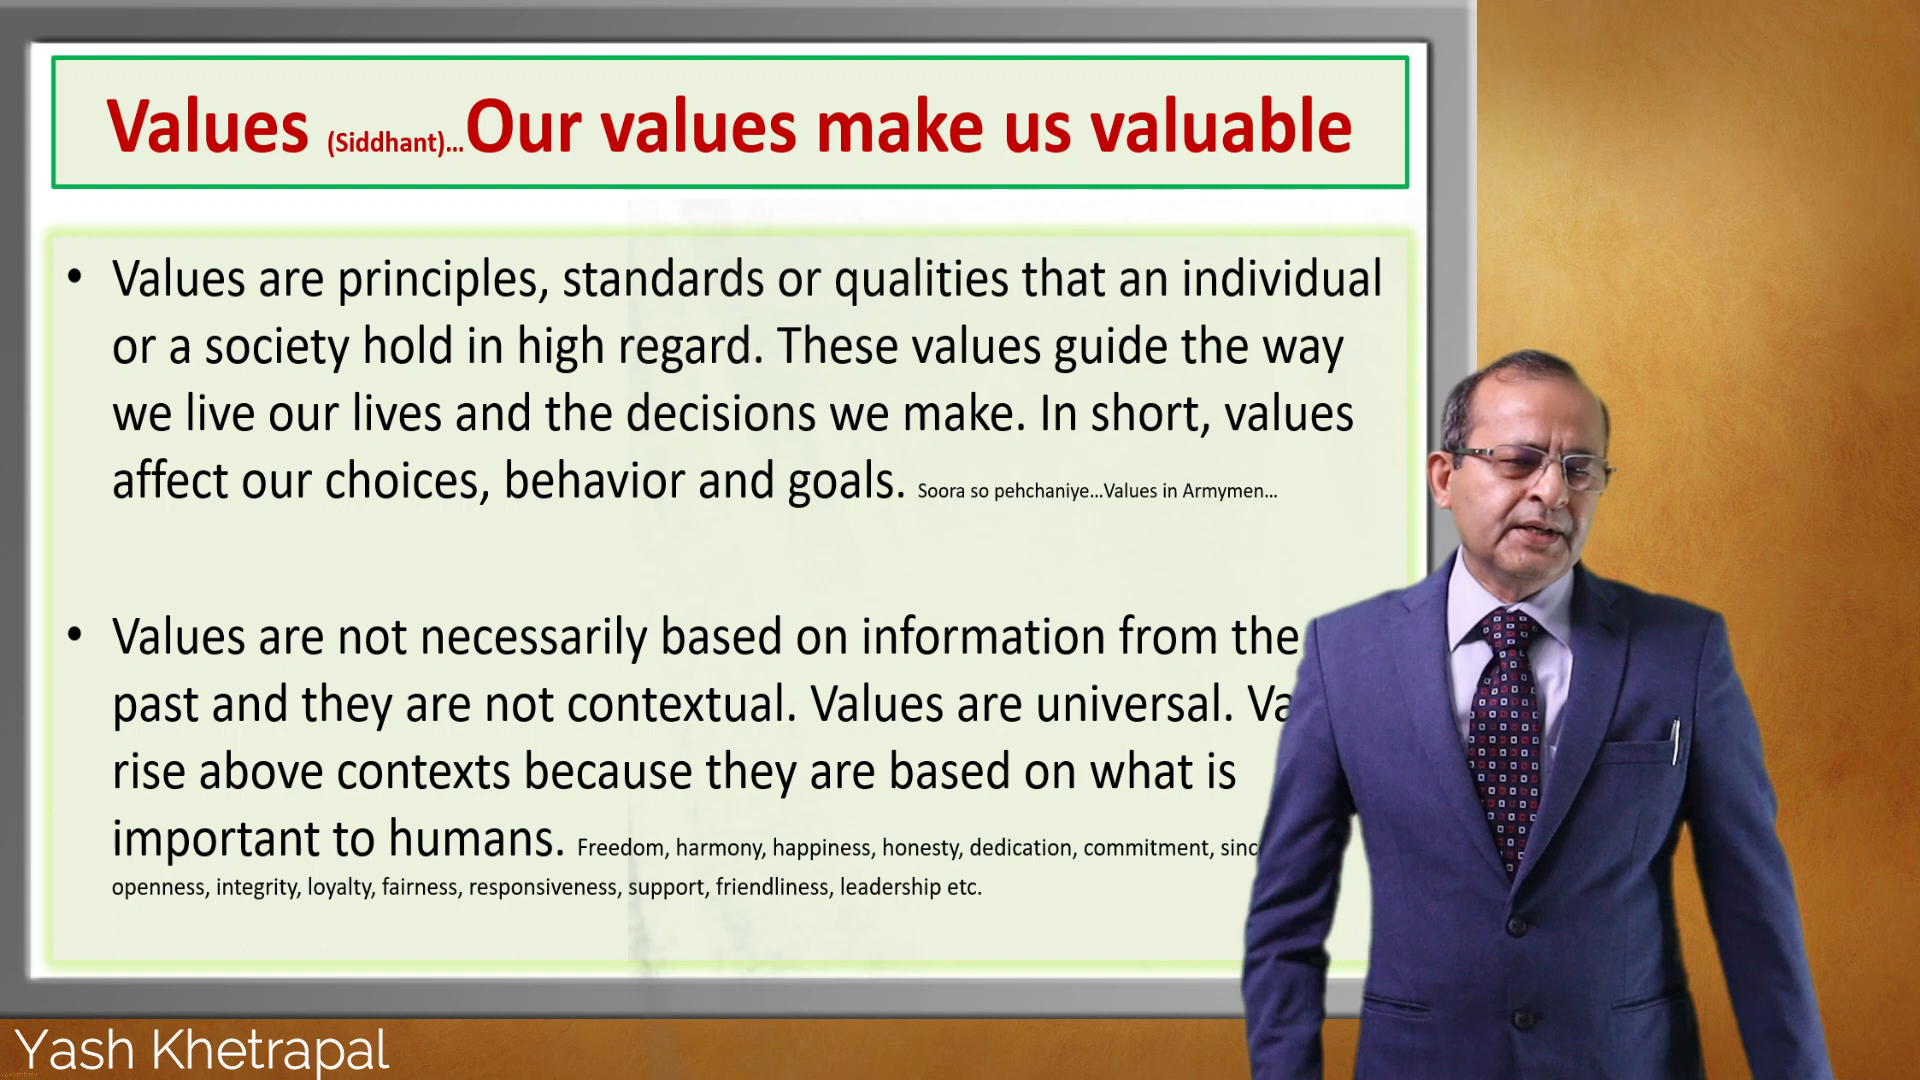 Values (Siddhant)...Our values make us valuable
• Values are principles, standards or qualities that an individual
or a society hold in high regard. These values guide the way
we live our lives and the decisions we make. In short, values
affect our choices, behavior and goals. Soora so pehchaniye...Values in Armymen...
• Values are not necessarily based on information from the
past and they are not contextual. Values are universal. Va
rise above contexts because they are based on what is
important to humans. Freedom, harmony, happiness, honesty, dedication, commitment, sinc
openness, integrity, loyalty, fairness, responsiveness, support, friendliness, leadership etc.
Yash Khetrapal